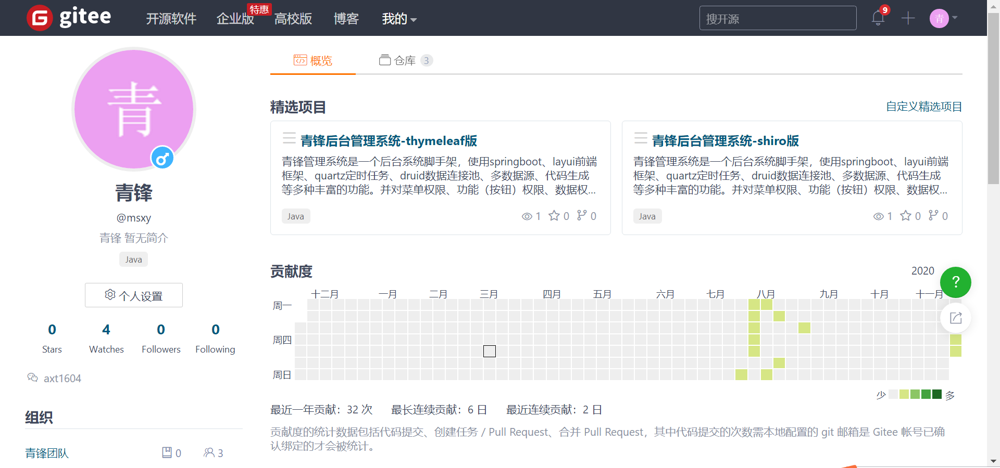 gitee 开源软件 企业版 特惠 高校版 博客 我的 搜开源 9 青
青
青锋
@msxy
青锋 暂无简介
Java
个人设置
0 4 0 0
Stars Watches Followers Following
axt1604
组织
青锋团队 0 3
概览 仓库 3
精选项目 自定义精选项目
青锋后台管理系统-thymeleaf版
青锋管理系统是一个后台系统脚手架，使用springboot、layui前端
框架、quartz定时任务、druid数据连接池、多数据源、代码生成
等多种丰富的功能。并对菜单权限、功能（按钮）权限、数据权...
Java 1 0 0
青锋后台管理系统-shiro版
青锋管理系统是一个后台系统脚手架，使用springboot、layui前端
框架、quartz定时任务、druid数据连接池、多数据源、代码生成
等多种丰富的功能。并对菜单权限、功能（按钮）权限、数据权...
Java 1 0 0
贡献度 2020 ?
十二月 一月 二月 三月 四月 五月 六月 七月 八月 九月 十月 十一月
周一
周四
周日
少 多
最近一年贡献：32 次 最长连续贡献：6 日 最近连续贡献：2 日
贡献度的统计数据包括代码提交、创建任务 / Pull Request、合并 Pull Request，其中代码提交的次数需本地配置的 git 邮箱是 Gitee 帐号已确
认绑定的才会被统计。